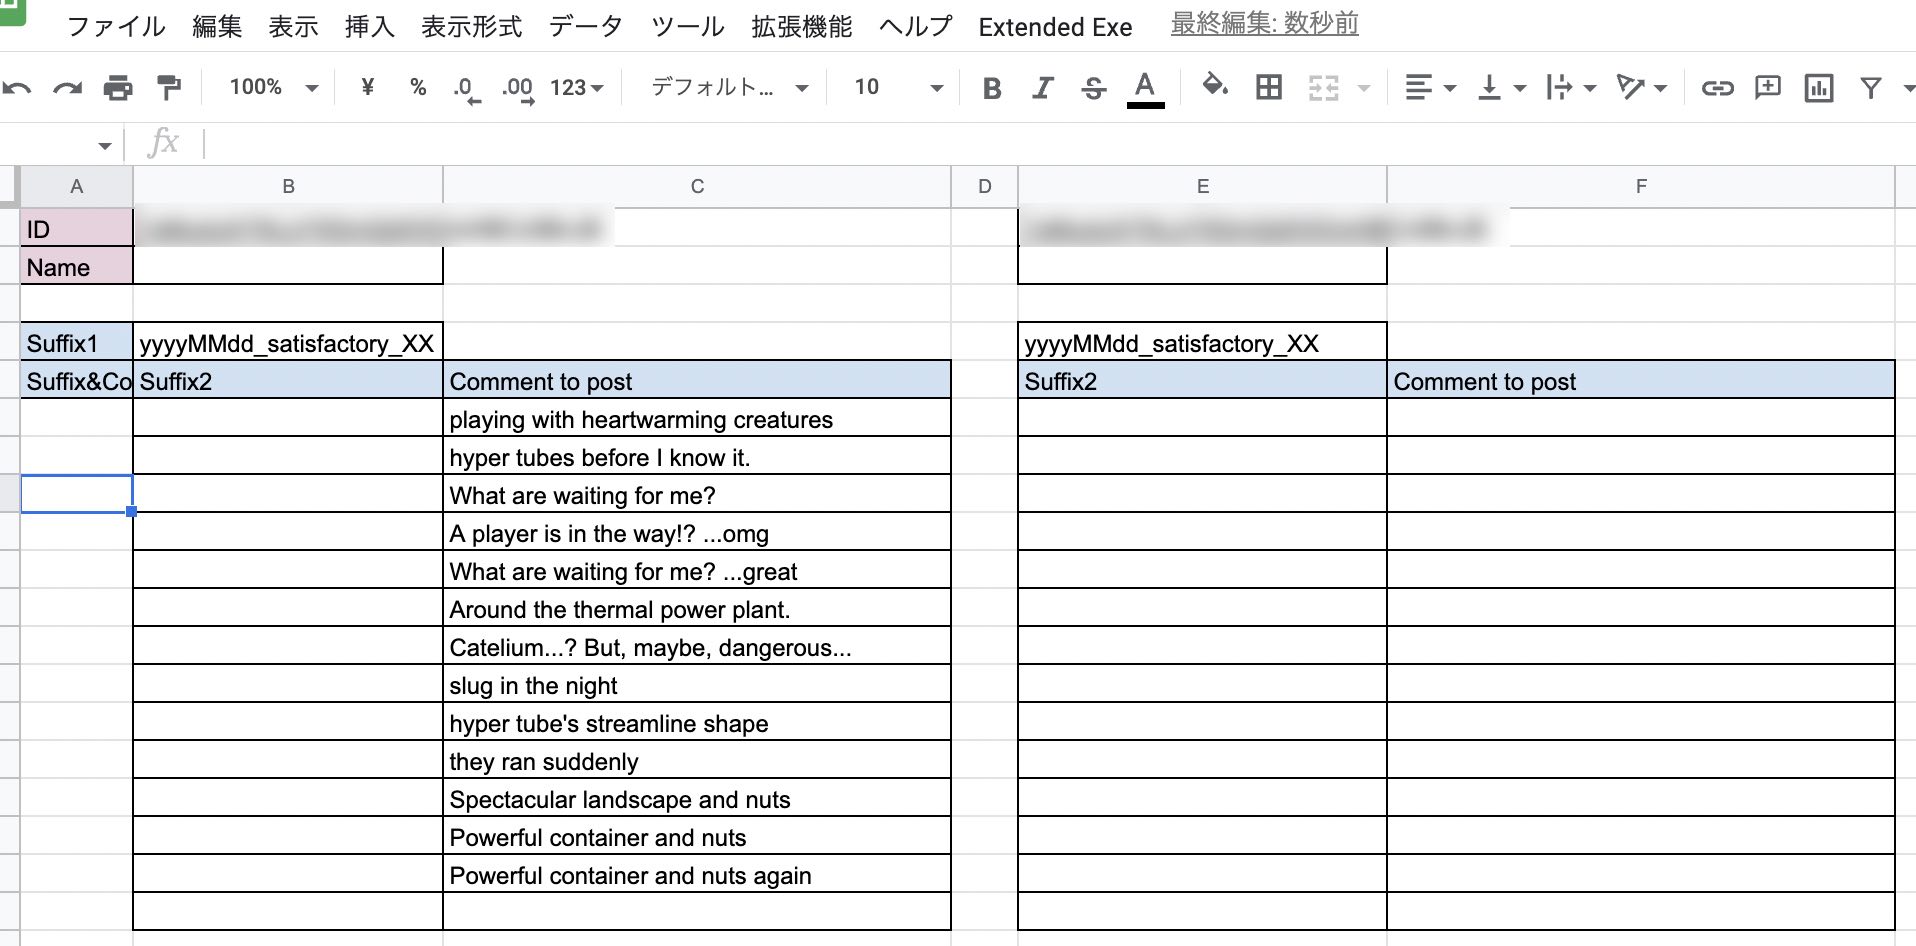 ファイル 編集 表示 挿入 表示形式 データ ツール 拡張機能 ヘルプ Extended Exe 最終編集: 数秒前
100% ¥ % .0 .00 123 デフォルト... 10 B I S A
fx
A B C D E F
ID
Name
Suffix1 yyyyMMdd_satisfactory_XX yyyyMMdd_satisfactory_XX
Suffix&Co Suffix2 Comment to post Suffix2 Comment to post
playing with heartwarming creatures
hyper tubes before I know it.
What are waiting for me?
A player is in the way!? ...omg
What are waiting for me? ...great
Around the thermal power plant.
Catelium...? But, maybe, dangerous...
slug in the night
hyper tube's streamline shape
they ran suddenly
Spectacular landscape and nuts
Powerful container and nuts
Powerful container and nuts again